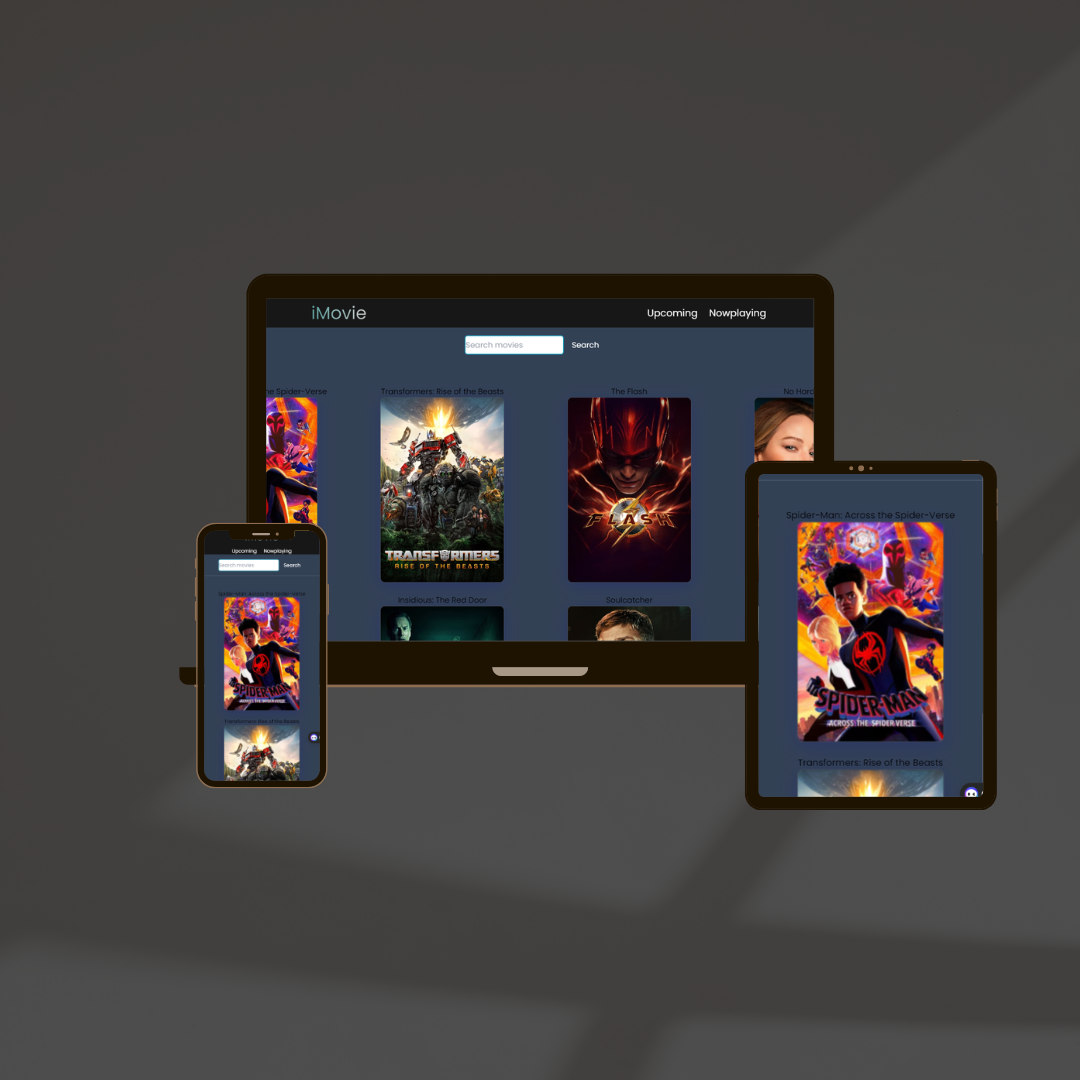 iMovie
Upcoming Nowplaying
Search movies Search
he Spider-Verse Transformers: Rise of the Beasts The Flash No Hard
TRANSFORMERS
RISE OF THE BEASTS
FLASH
Insidious: The Red Door Soulcatcher
Upcoming Nowplaying
Search movies Search
Spider-Man: Across the Spider-Verse
SPIDER-MAN
ACROSS THE SPIDER-VERSE
Transformers: Rise of the Beasts
Spider-Man: Across the Spider-Verse
SPIDER-MAN
ACROSS THE SPIDER-VERSE
Transformers: Rise of the Beasts